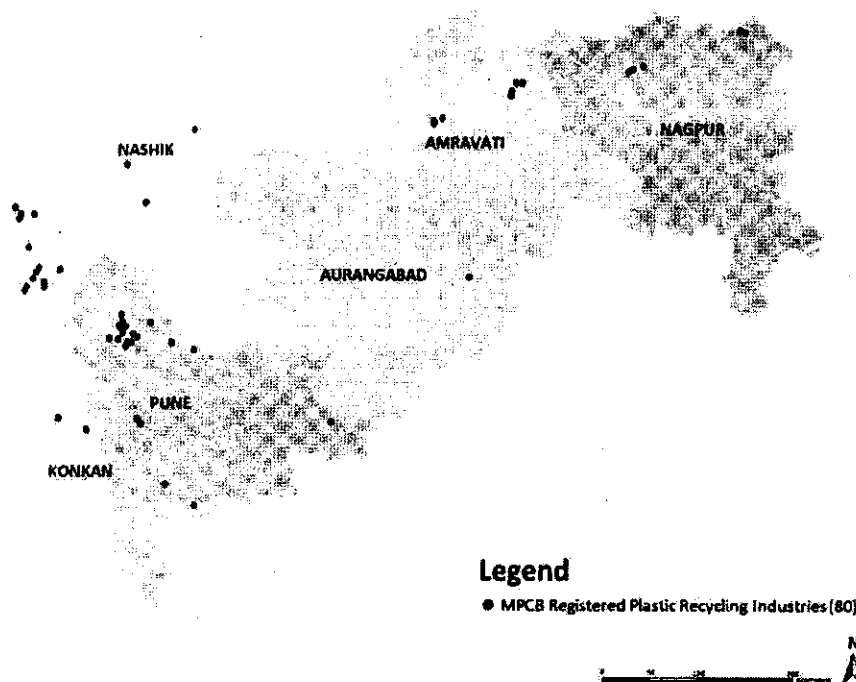 NASHIK
AMRAVATI
NAGPUR
AURANGABAD
PUNE
KONKAN
Legend
MPCB Registered Plastic Recycling Industries (80)
N